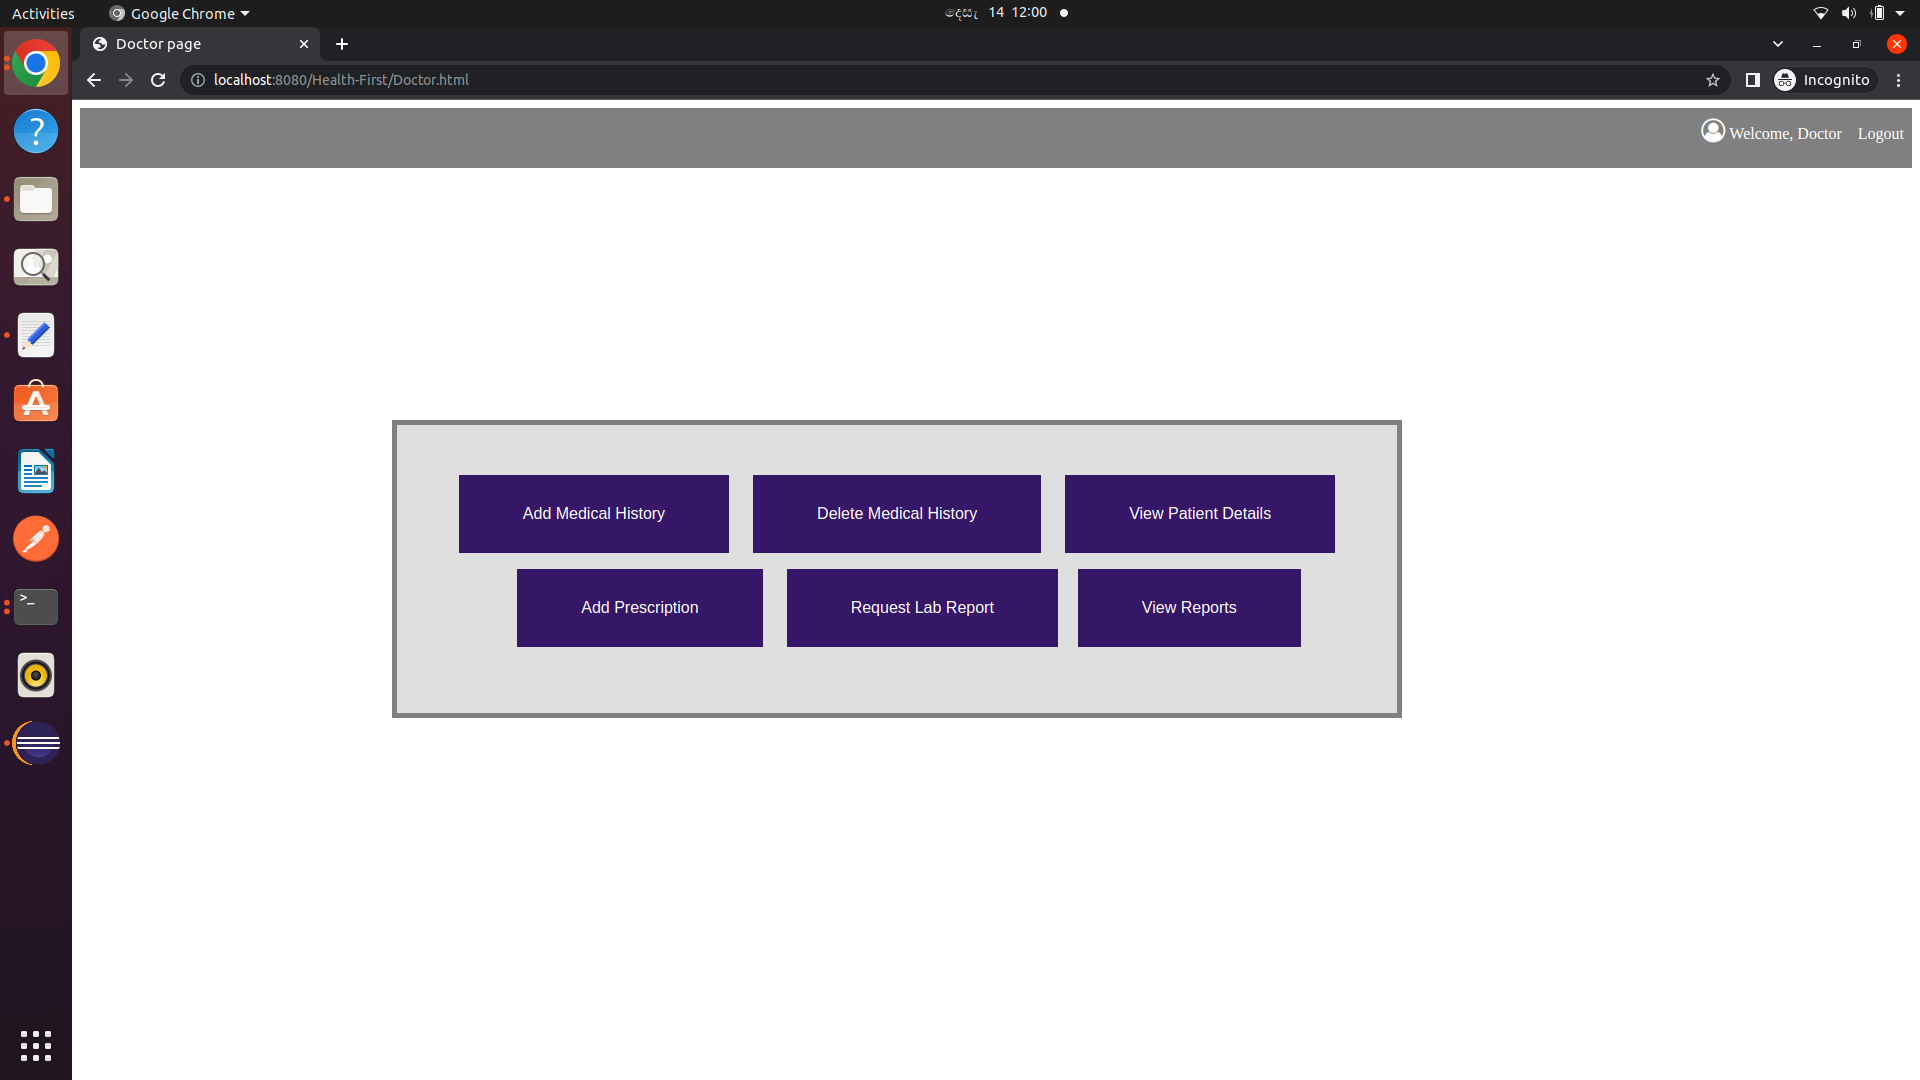 Activities
Google Chrome
දෙසැ 14 12:00
Doctor page
localhost:8080/Health-First/Doctor.html
Incognito
Welcome, Doctor
Logout
Add Medical History
Delete Medical History
View Patient Details
Add Prescription
Request Lab Report
View Reports